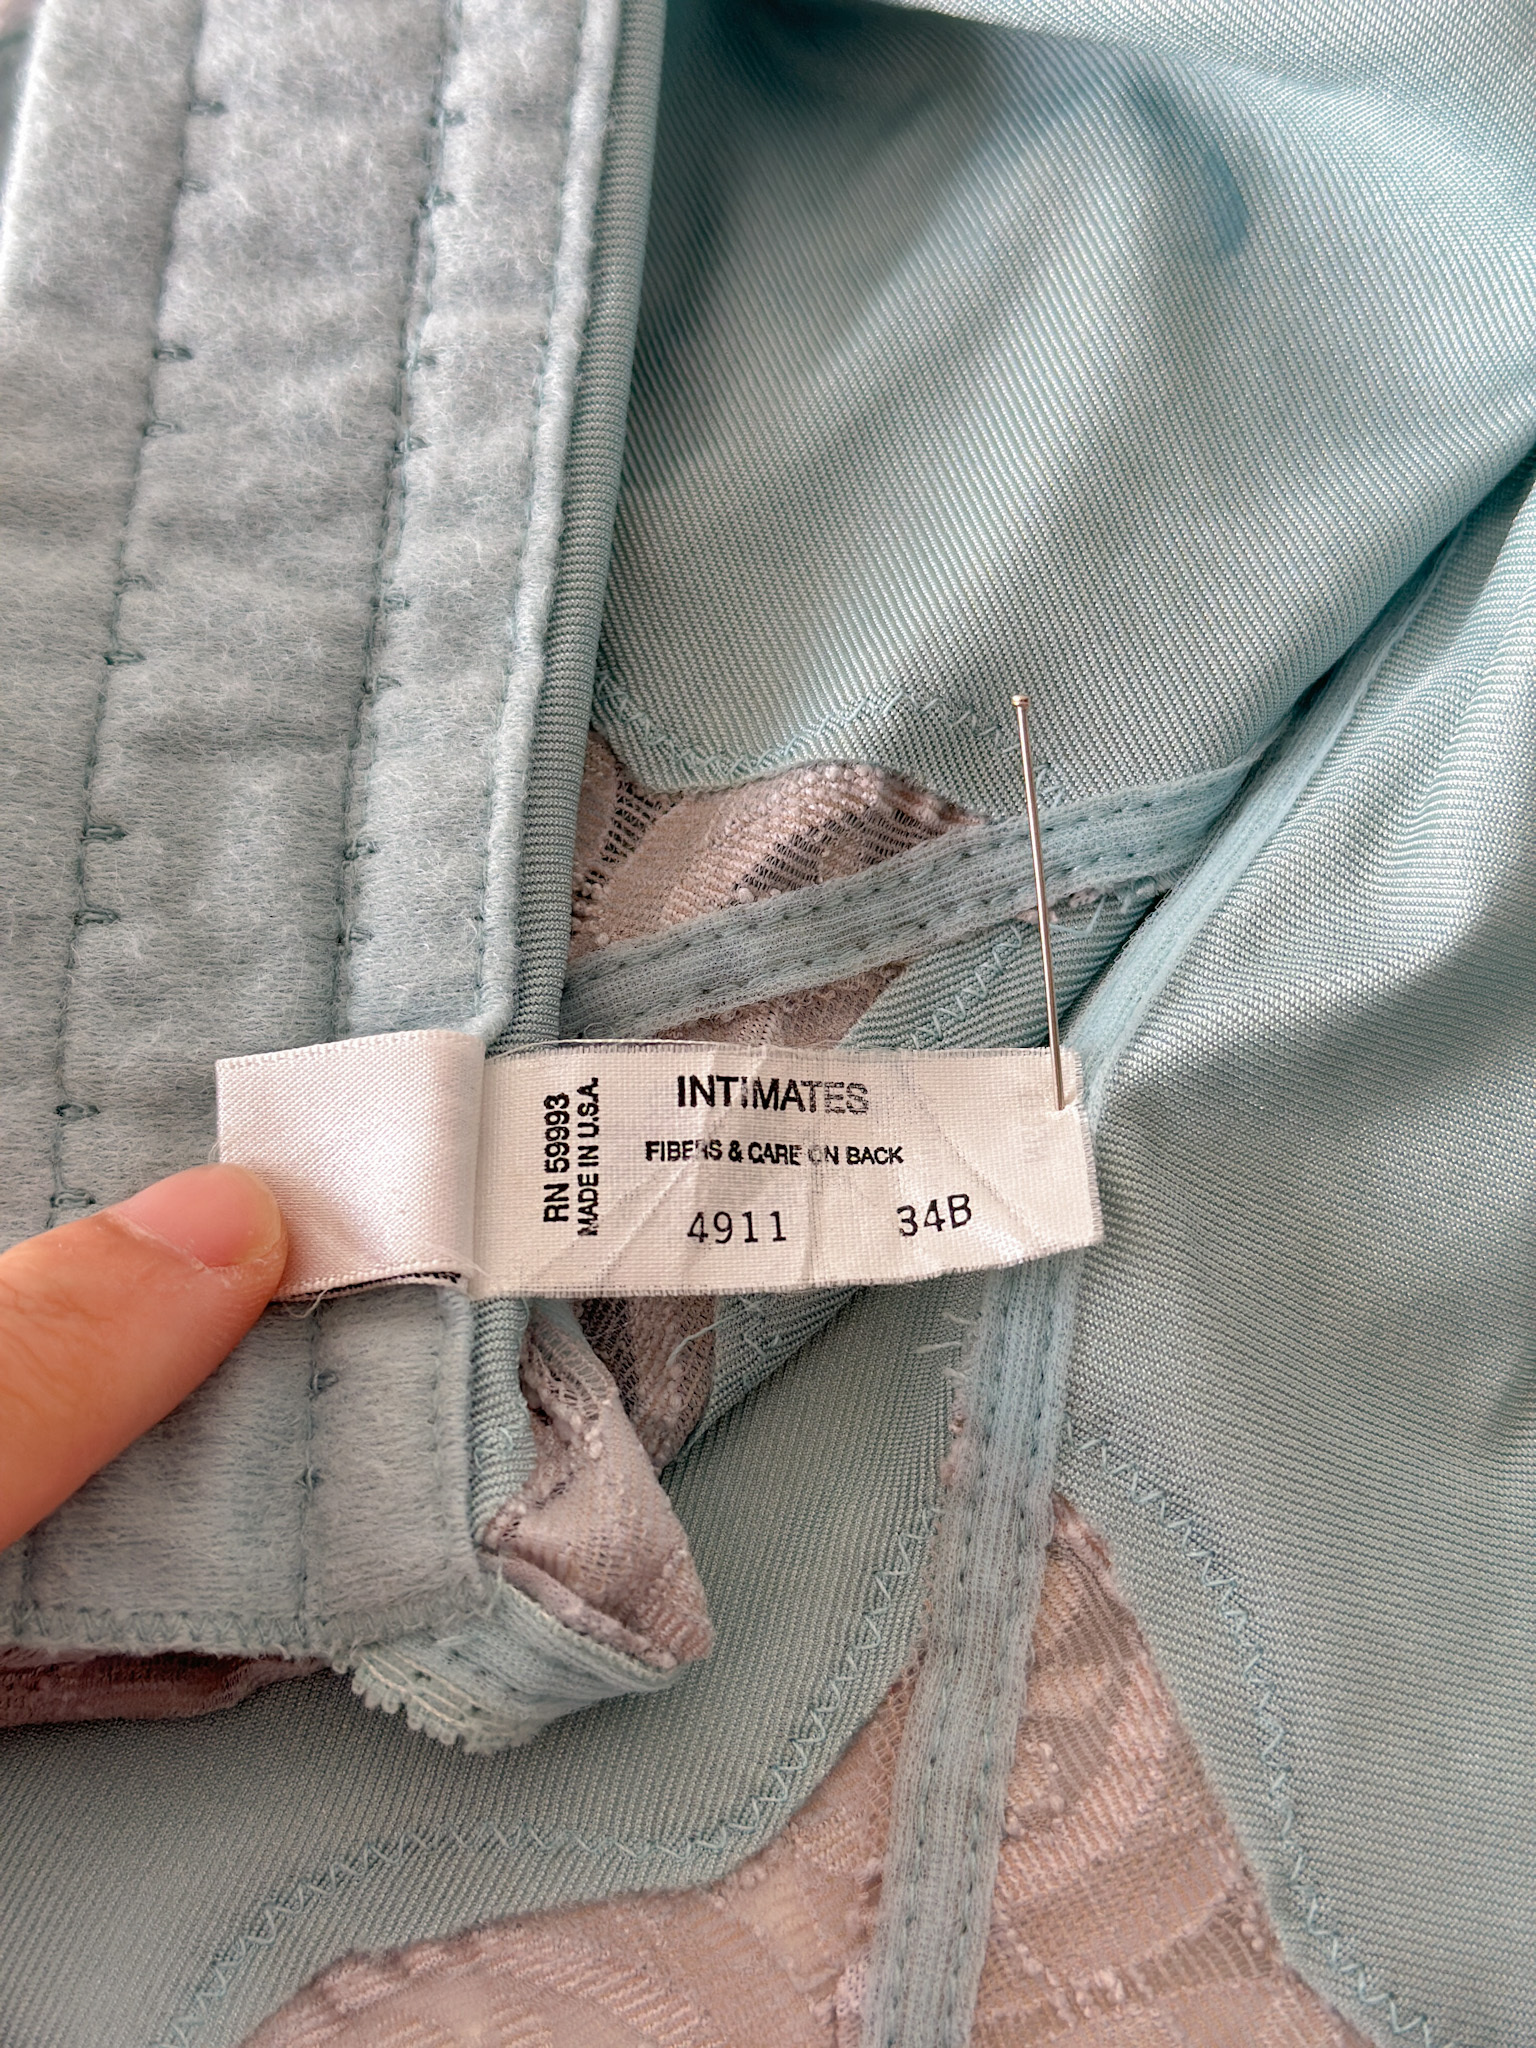 RN 59993
MADE IN U.S.A.
INTIMATES
FIBERS & CARE ON BACK
4911 34B